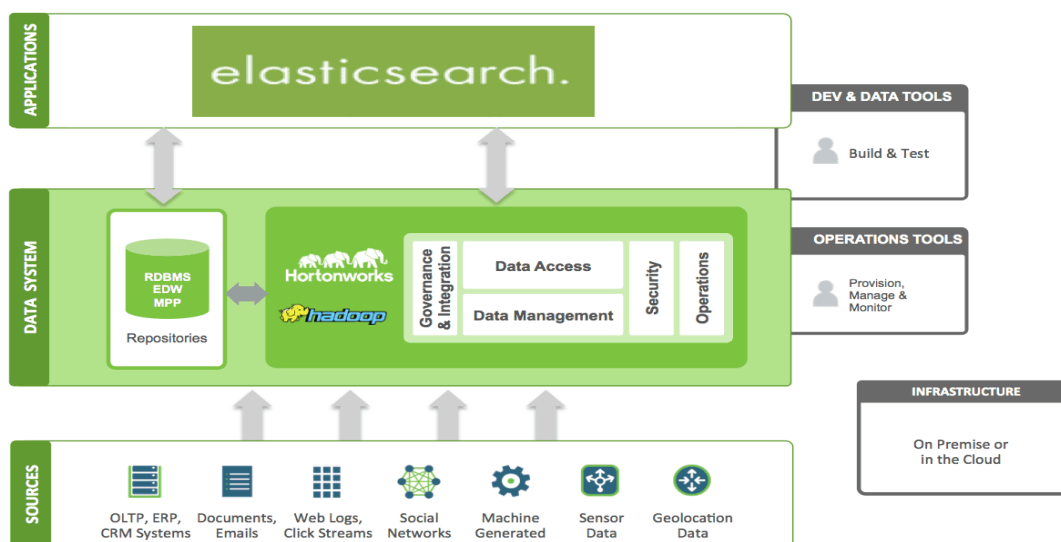 APPLICATIONS
elasticsearch.
DEV & DATA TOOLS
Build & Test
DATA SYSTEM
RDBMS
EDW
MPP
Repositories
Hortonworks
hadoop
Governance
& Integration
Data Access
Data Management
Security
Operations
OPERATIONS TOOLS
Provision,
Manage &
Monitor
INFRASTRUCTURE
On Premise or
in the Cloud
SOURCES
OLTP, ERP,
CRM Systems
Documents,
Emails
Web Logs,
Click Streams
Social
Networks
Machine
Generated
Sensor
Data
Geolocation
Data